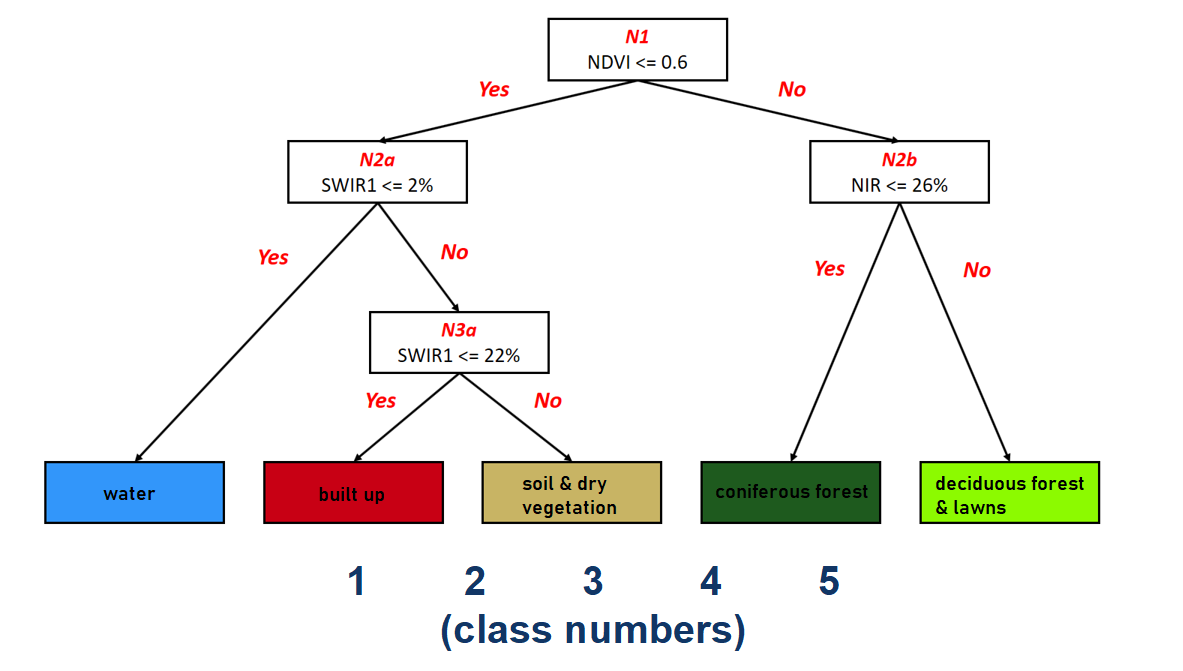 N1
NDVI <= 0.6
Yes
No
N2a
SWIR1 <= 2%
N2b
NIR <= 26%
Yes
No
Yes
No
N3a
SWIR1 <= 22%
Yes
No
water
built up
soil & dry
vegetation
coniferous forest
deciduous forest
& lawns
1 2 3 4 5
(class numbers)